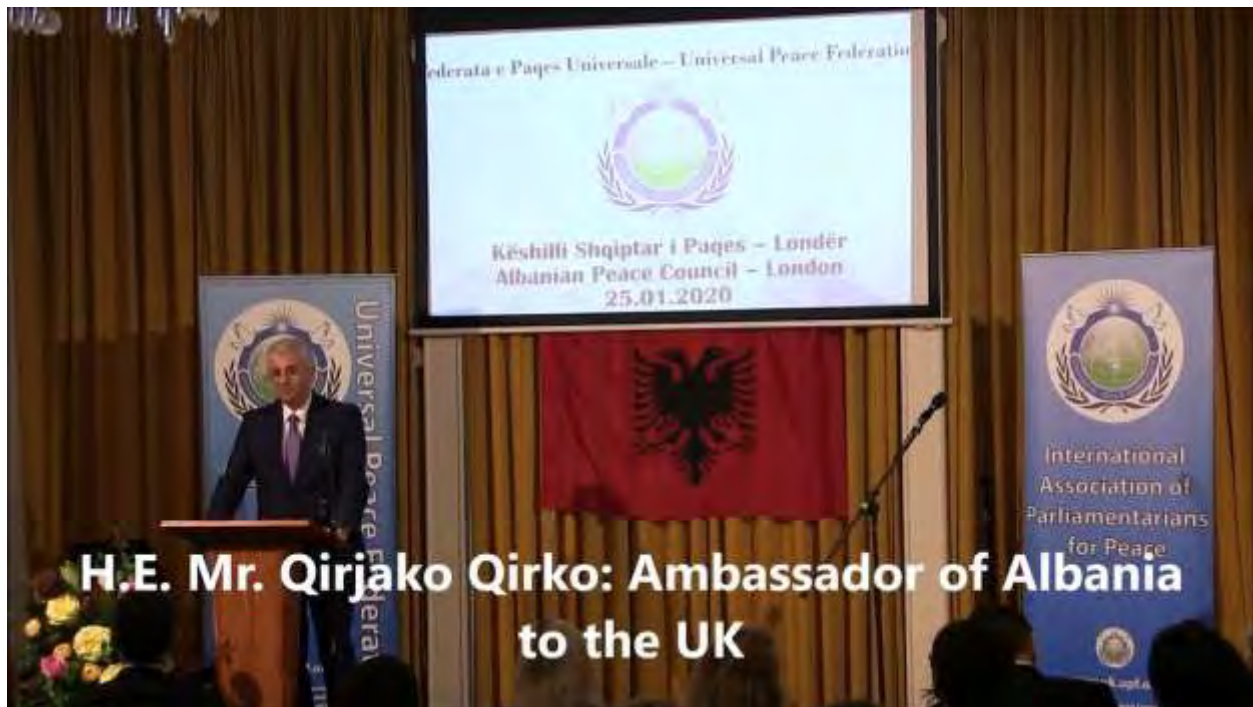 ederata e Paqes Universale – Universal Peace Federation
Këshilli Shqiptar i Paqes – Londër
Albanian Peace Council – London
25.01.2020
Universal Peace Federa
International
Association of
Parliamentarians
for Peace
H.E. Mr. Qirjako Qirko: Ambassador of Albania
to the UK